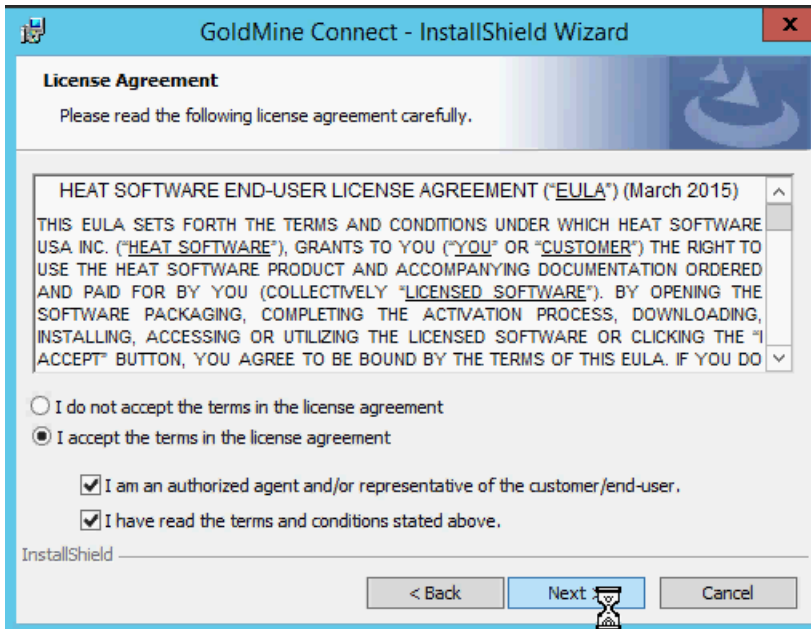 GoldMine Connect - InstallShield Wizard
x
License Agreement
Please read the following license agreement carefully.
HEAT SOFTWARE END-USER LICENSE AGREEMENT (“EULA”) (March 2015)
THIS EULA SETS FORTH THE TERMS AND CONDITIONS UNDER WHICH HEAT SOFTWARE
USA INC. (“HEAT SOFTWARE”), GRANTS TO YOU (“YOU” OR “CUSTOMER”) THE RIGHT TO
USE THE HEAT SOFTWARE PRODUCT AND ACCOMPANYING DOCUMENTATION ORDERED
AND PAID FOR BY YOU (COLLECTIVELY “LICENSED SOFTWARE”). BY OPENING THE
SOFTWARE PACKAGING, COMPLETING THE ACTIVATION PROCESS, DOWNLOADING,
INSTALLING, ACCESSING OR UTILIZING THE LICENSED SOFTWARE OR CLICKING THE “I
ACCEPT” BUTTON, YOU AGREE TO BE BOUND BY THE TERMS OF THIS EULA. IF YOU DO
I do not accept the terms in the license agreement
I accept the terms in the license agreement
I am an authorized agent and/or representative of the customer/end-user.
I have read the terms and conditions stated above.
InstallShield
< Back
Next >
Cancel